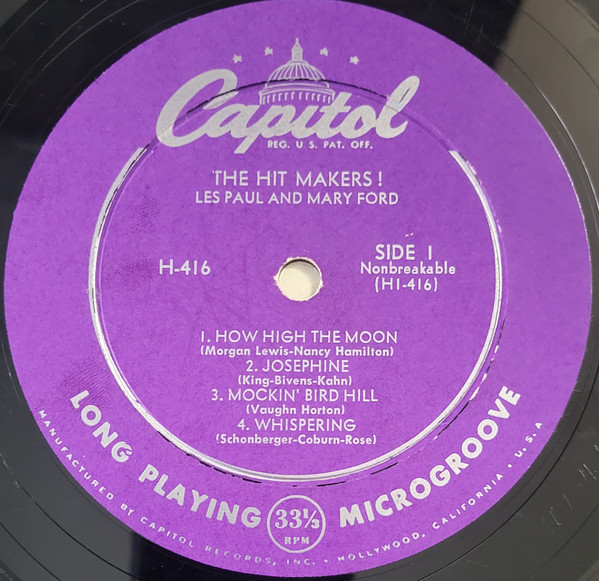 Capitol
REG. U. S. PAT. OFF.
THE HIT MAKERS!
LES PAUL AND MARY FORD
H-416
SIDE 1
Nonbreakable
(H1-416)
1. HOW HIGH THE MOON
(Morgan Lewis-Nancy Hamilton)
2. JOSEPHINE
(King-Bivens-Kahn)
3. MOCKIN' BIRD HILL
(Vaughn Horton)
4. WHISPERING
(Schonberger-Coburn-Rose)
LONG PLAYING MICROGROOVE
33⅓
RPM
MANUFACTURED BY CAPITOL RECORDS, INC. • HOLLYWOOD, CALIFORNIA • U.S.A